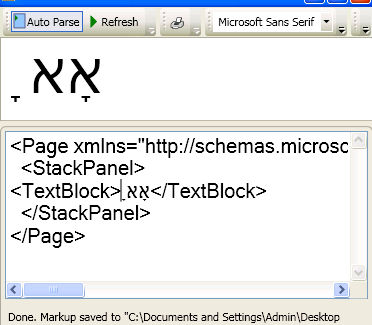 Auto Parse Refresh Microsoft Sans Serif
אָא ָ
<Page xmlns="http://schemas.microsoc
<StackPanel>
<TextBlock>אָא ָ</TextBlock>
</StackPanel>
</Page>
Done. Markup saved to "C:\Documents and Settings\Admin\Desktop